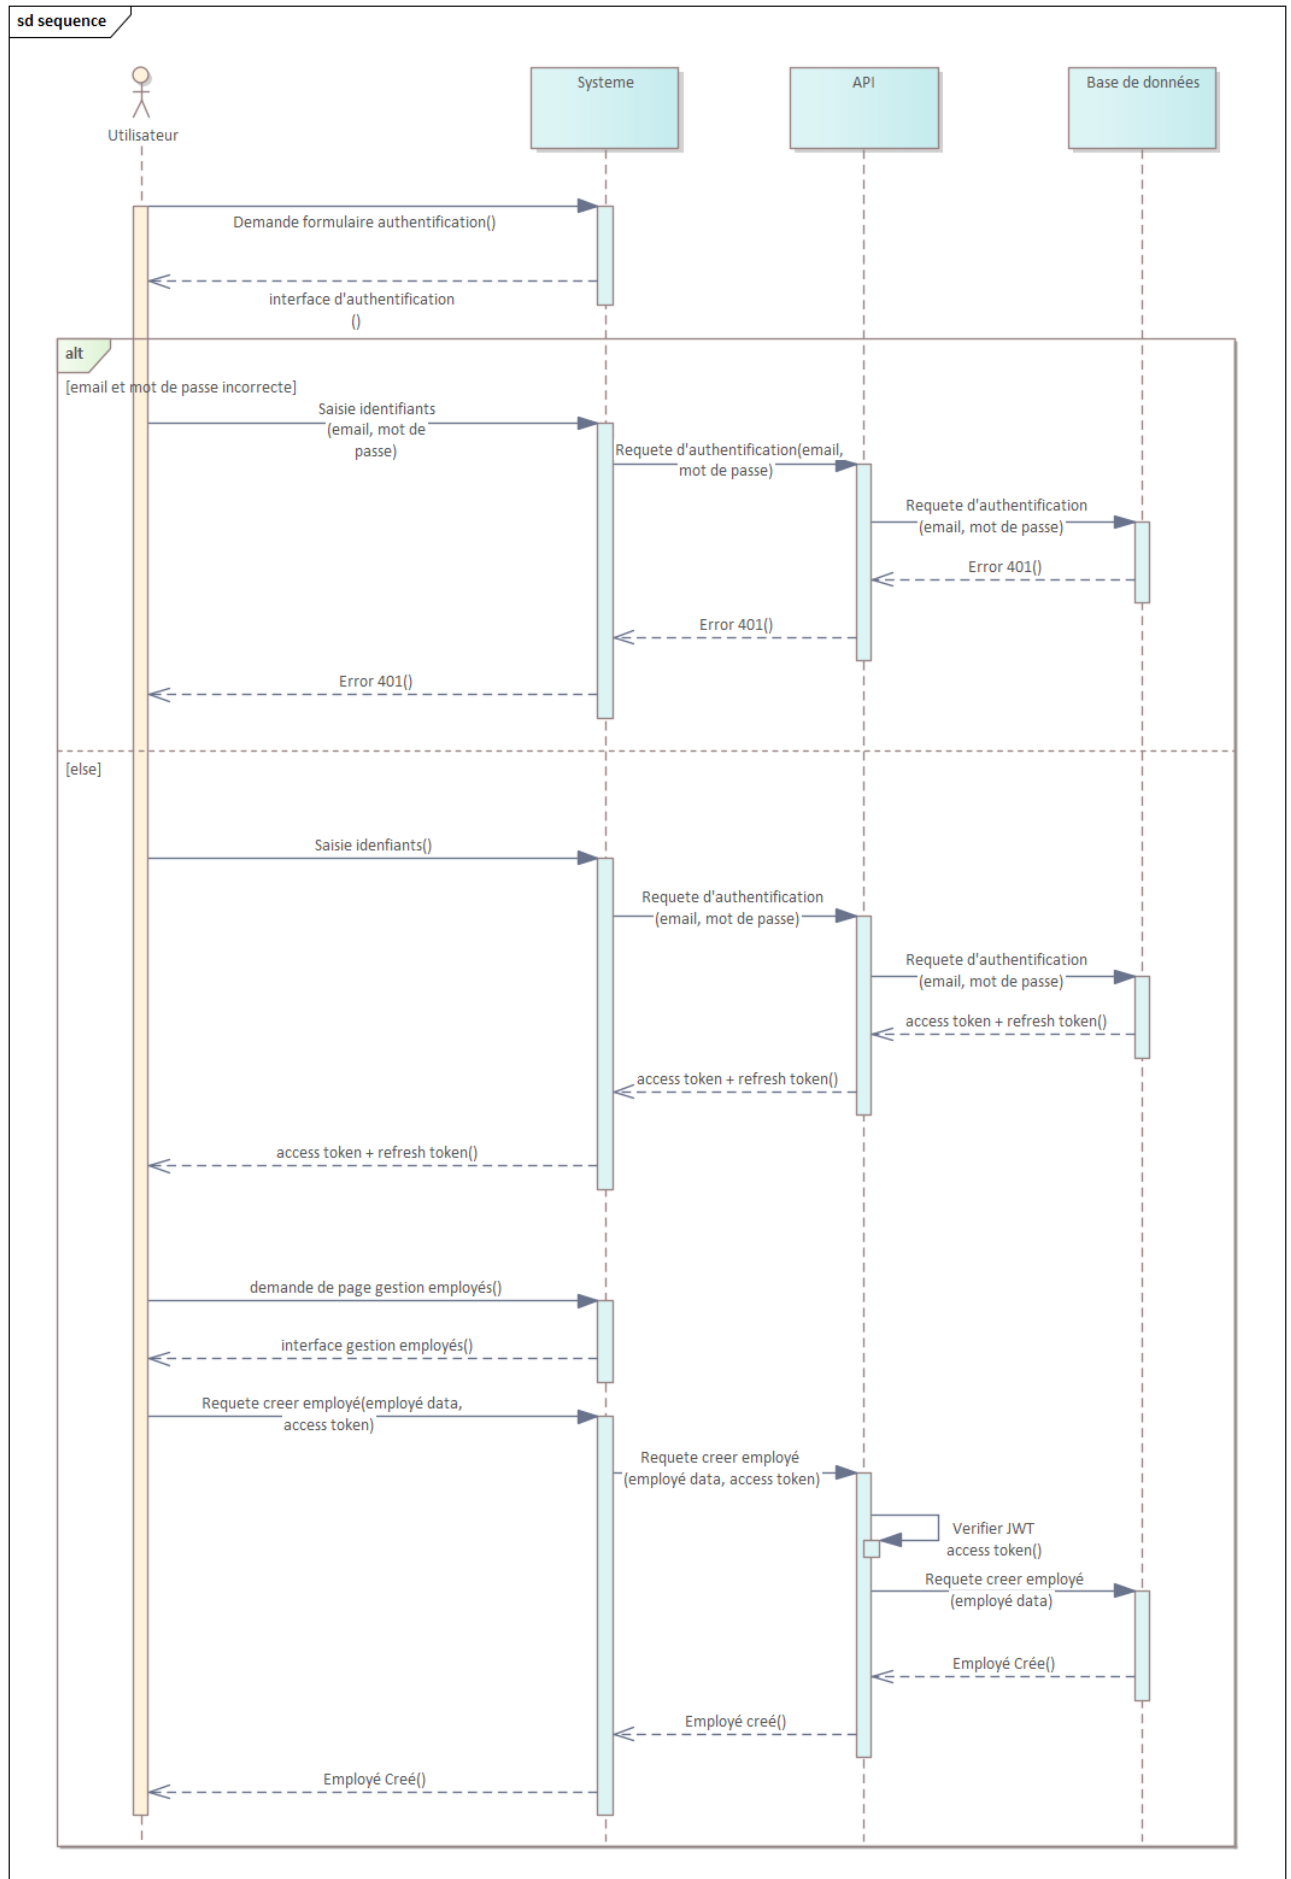 sd sequence
Utilisateur
Systeme
API
Base de données
Demande formulaire authentification()
interface d'authentification
()
alt
[email et mot de passe incorrecte]
Saisie identifiants
(email, mot de
passe)
Requete d'authentification(email,
mot de passe)
Requete d'authentification
(email, mot de passe)
Error 401()
Error 401()
Error 401()
[else]
Saisie idenfiants()
Requete d'authentification
(email, mot de passe)
Requete d'authentification
(email, mot de passe)
access token + refresh token()
access token + refresh token()
access token + refresh token()
demande de page gestion employés()
interface gestion employés()
Requete creer employé(employé data,
access token)
Requete creer employé
(employé data, access token)
Verifier JWT
access token()
Requete creer employé
(employé data)
Employé Crée()
Employé creé()
Employé Creé()